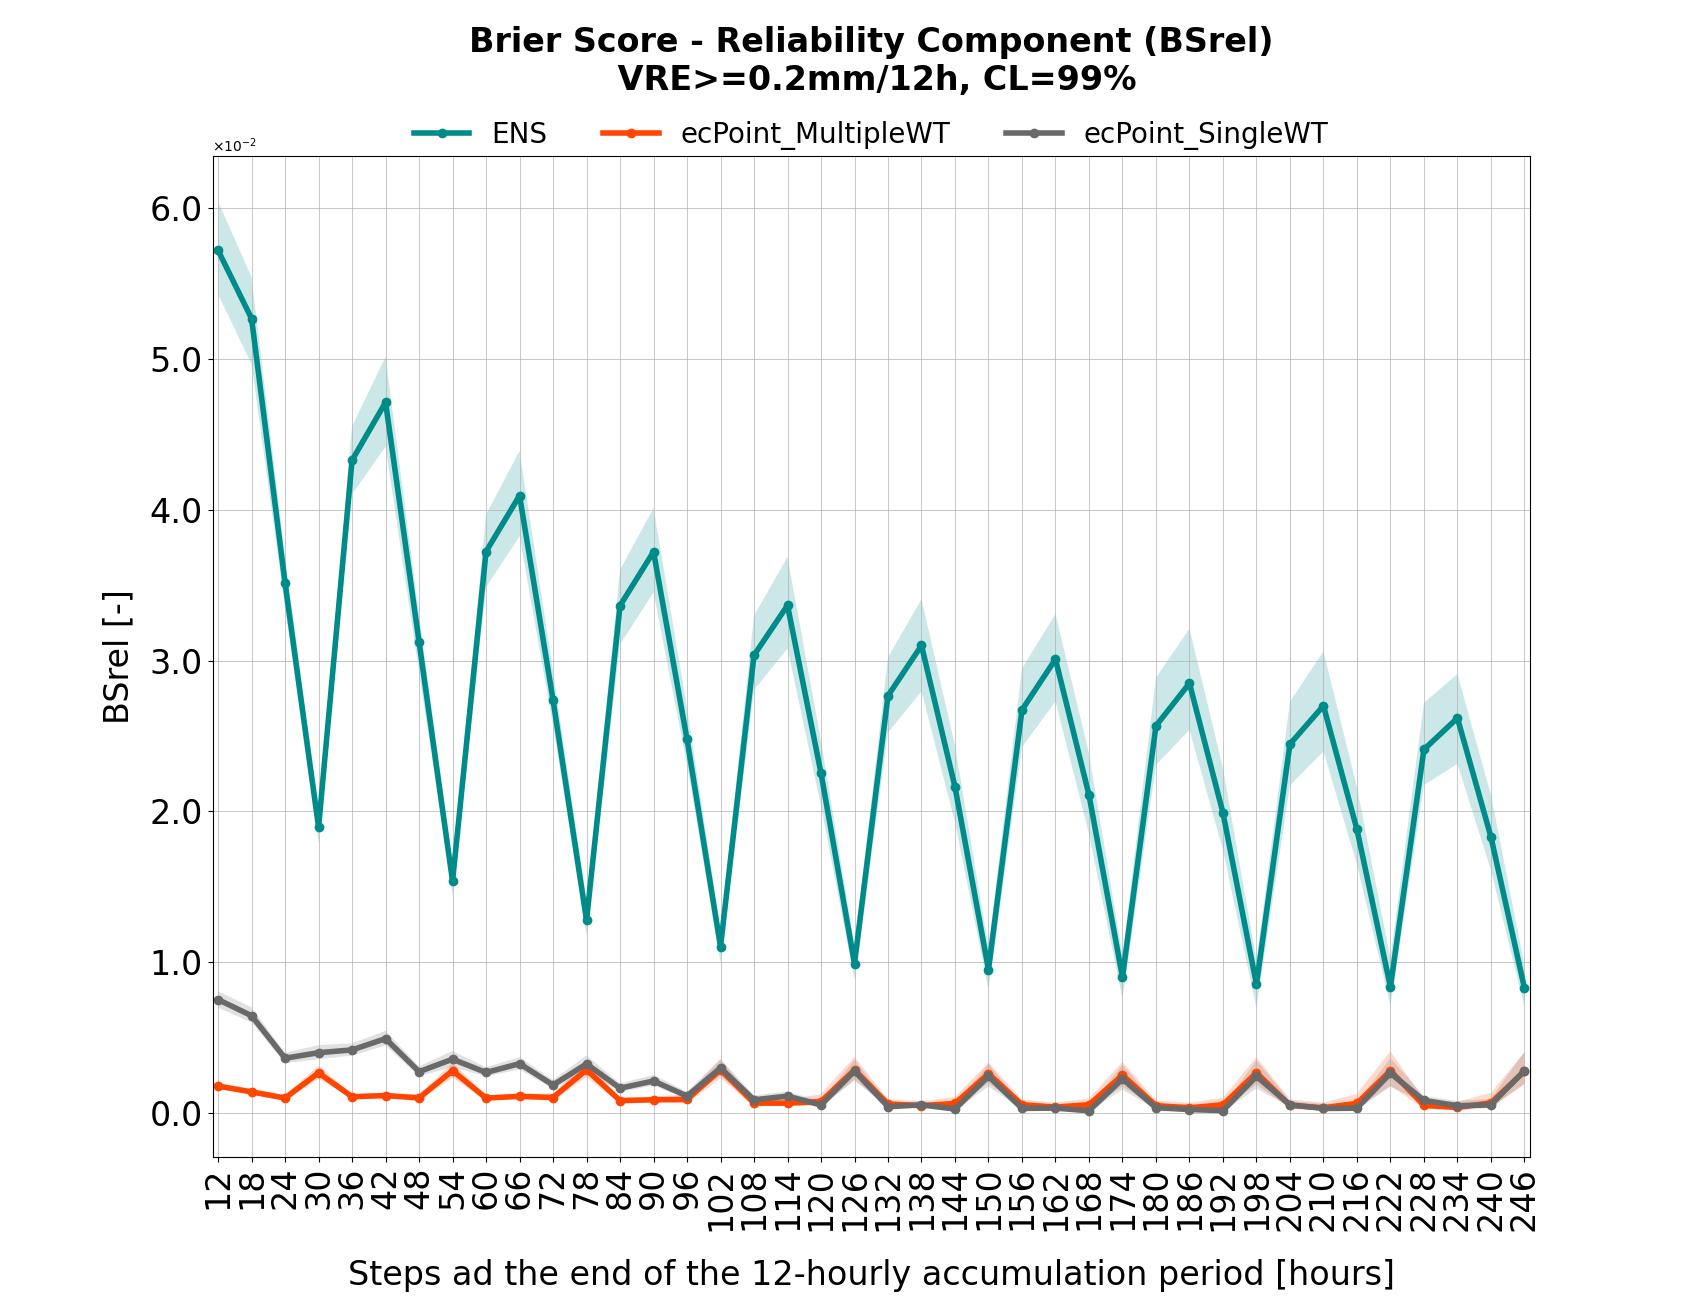 Brier Score - Reliability Component (BSrel)
VRE>=0.2mm/12h, CL=99%
ENS ecPoint_MultipleWT ecPoint_SingleWT
×10⁻²
6.0
5.0
4.0
3.0
2.0
1.0
0.0
BSrel [-]
12 18 24 30 36 42 48 54 60 66 72 78 84 90 96 102 108 114 120 126 132 138 144 150 156 162 168 174 180 186 192 198 204 210 216 222 228 234 240 246
Steps ad the end of the 12-hourly accumulation period [hours]